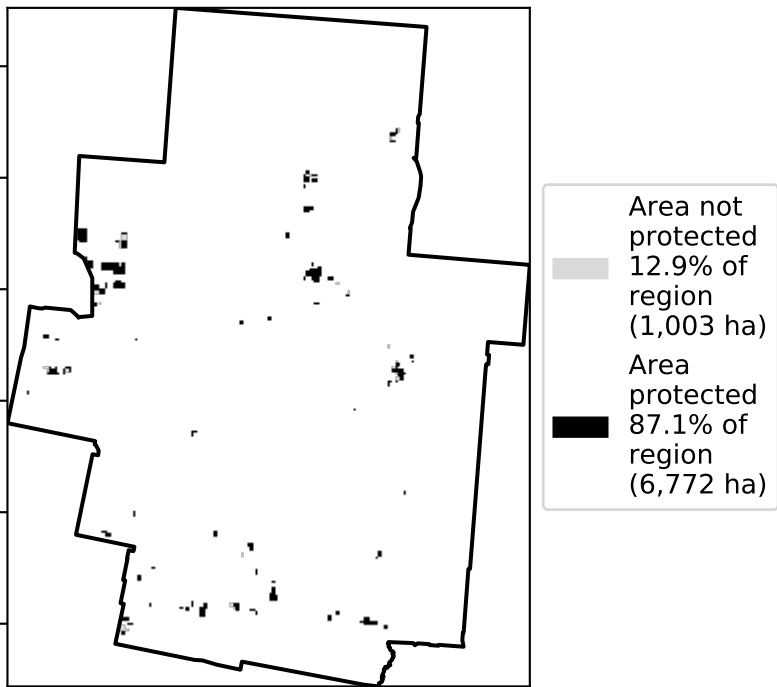 Area not
protected
12.9% of
region
(1,003 ha)
Area
protected
87.1% of
region
(6,772 ha)